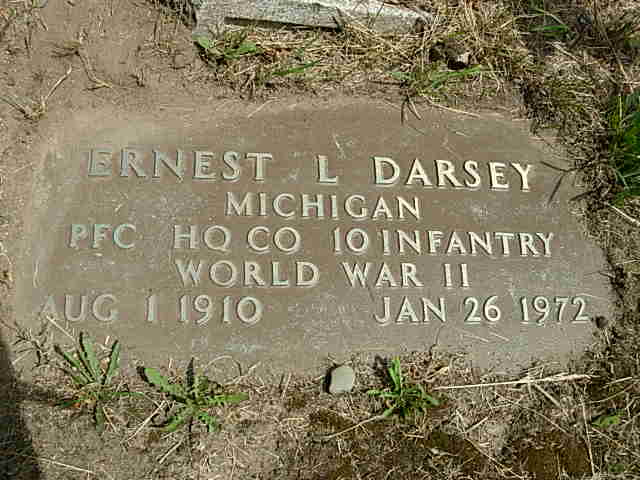 ERNEST L DARSEY
MICHIGAN
PFC HQ CO 10 INFANTRY
WORLD WAR II
AUG 1 1910 JAN 26 1972